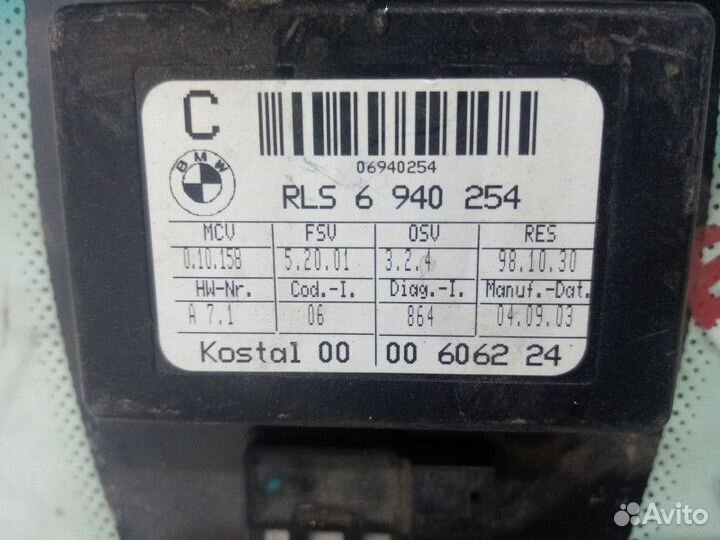 C
06940254
BMW
RLS 6 940 254
MCV FSV OSV RES
0.10.158 5.20.01 3.2.4 98.10.30
HW-Nr. Cod.-I. Diag.-I. Manuf.-Dat.
A 7.1 06 864 04.09.03
Kostal 00 00 6062 24
Avito